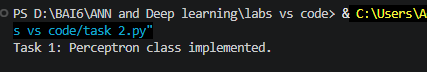 PS D:\BAI6\ANN and Deep learning\labs vs code> & C:\Users\A
s vs code/task 2.py"
Task 1: Perceptron class implemented.